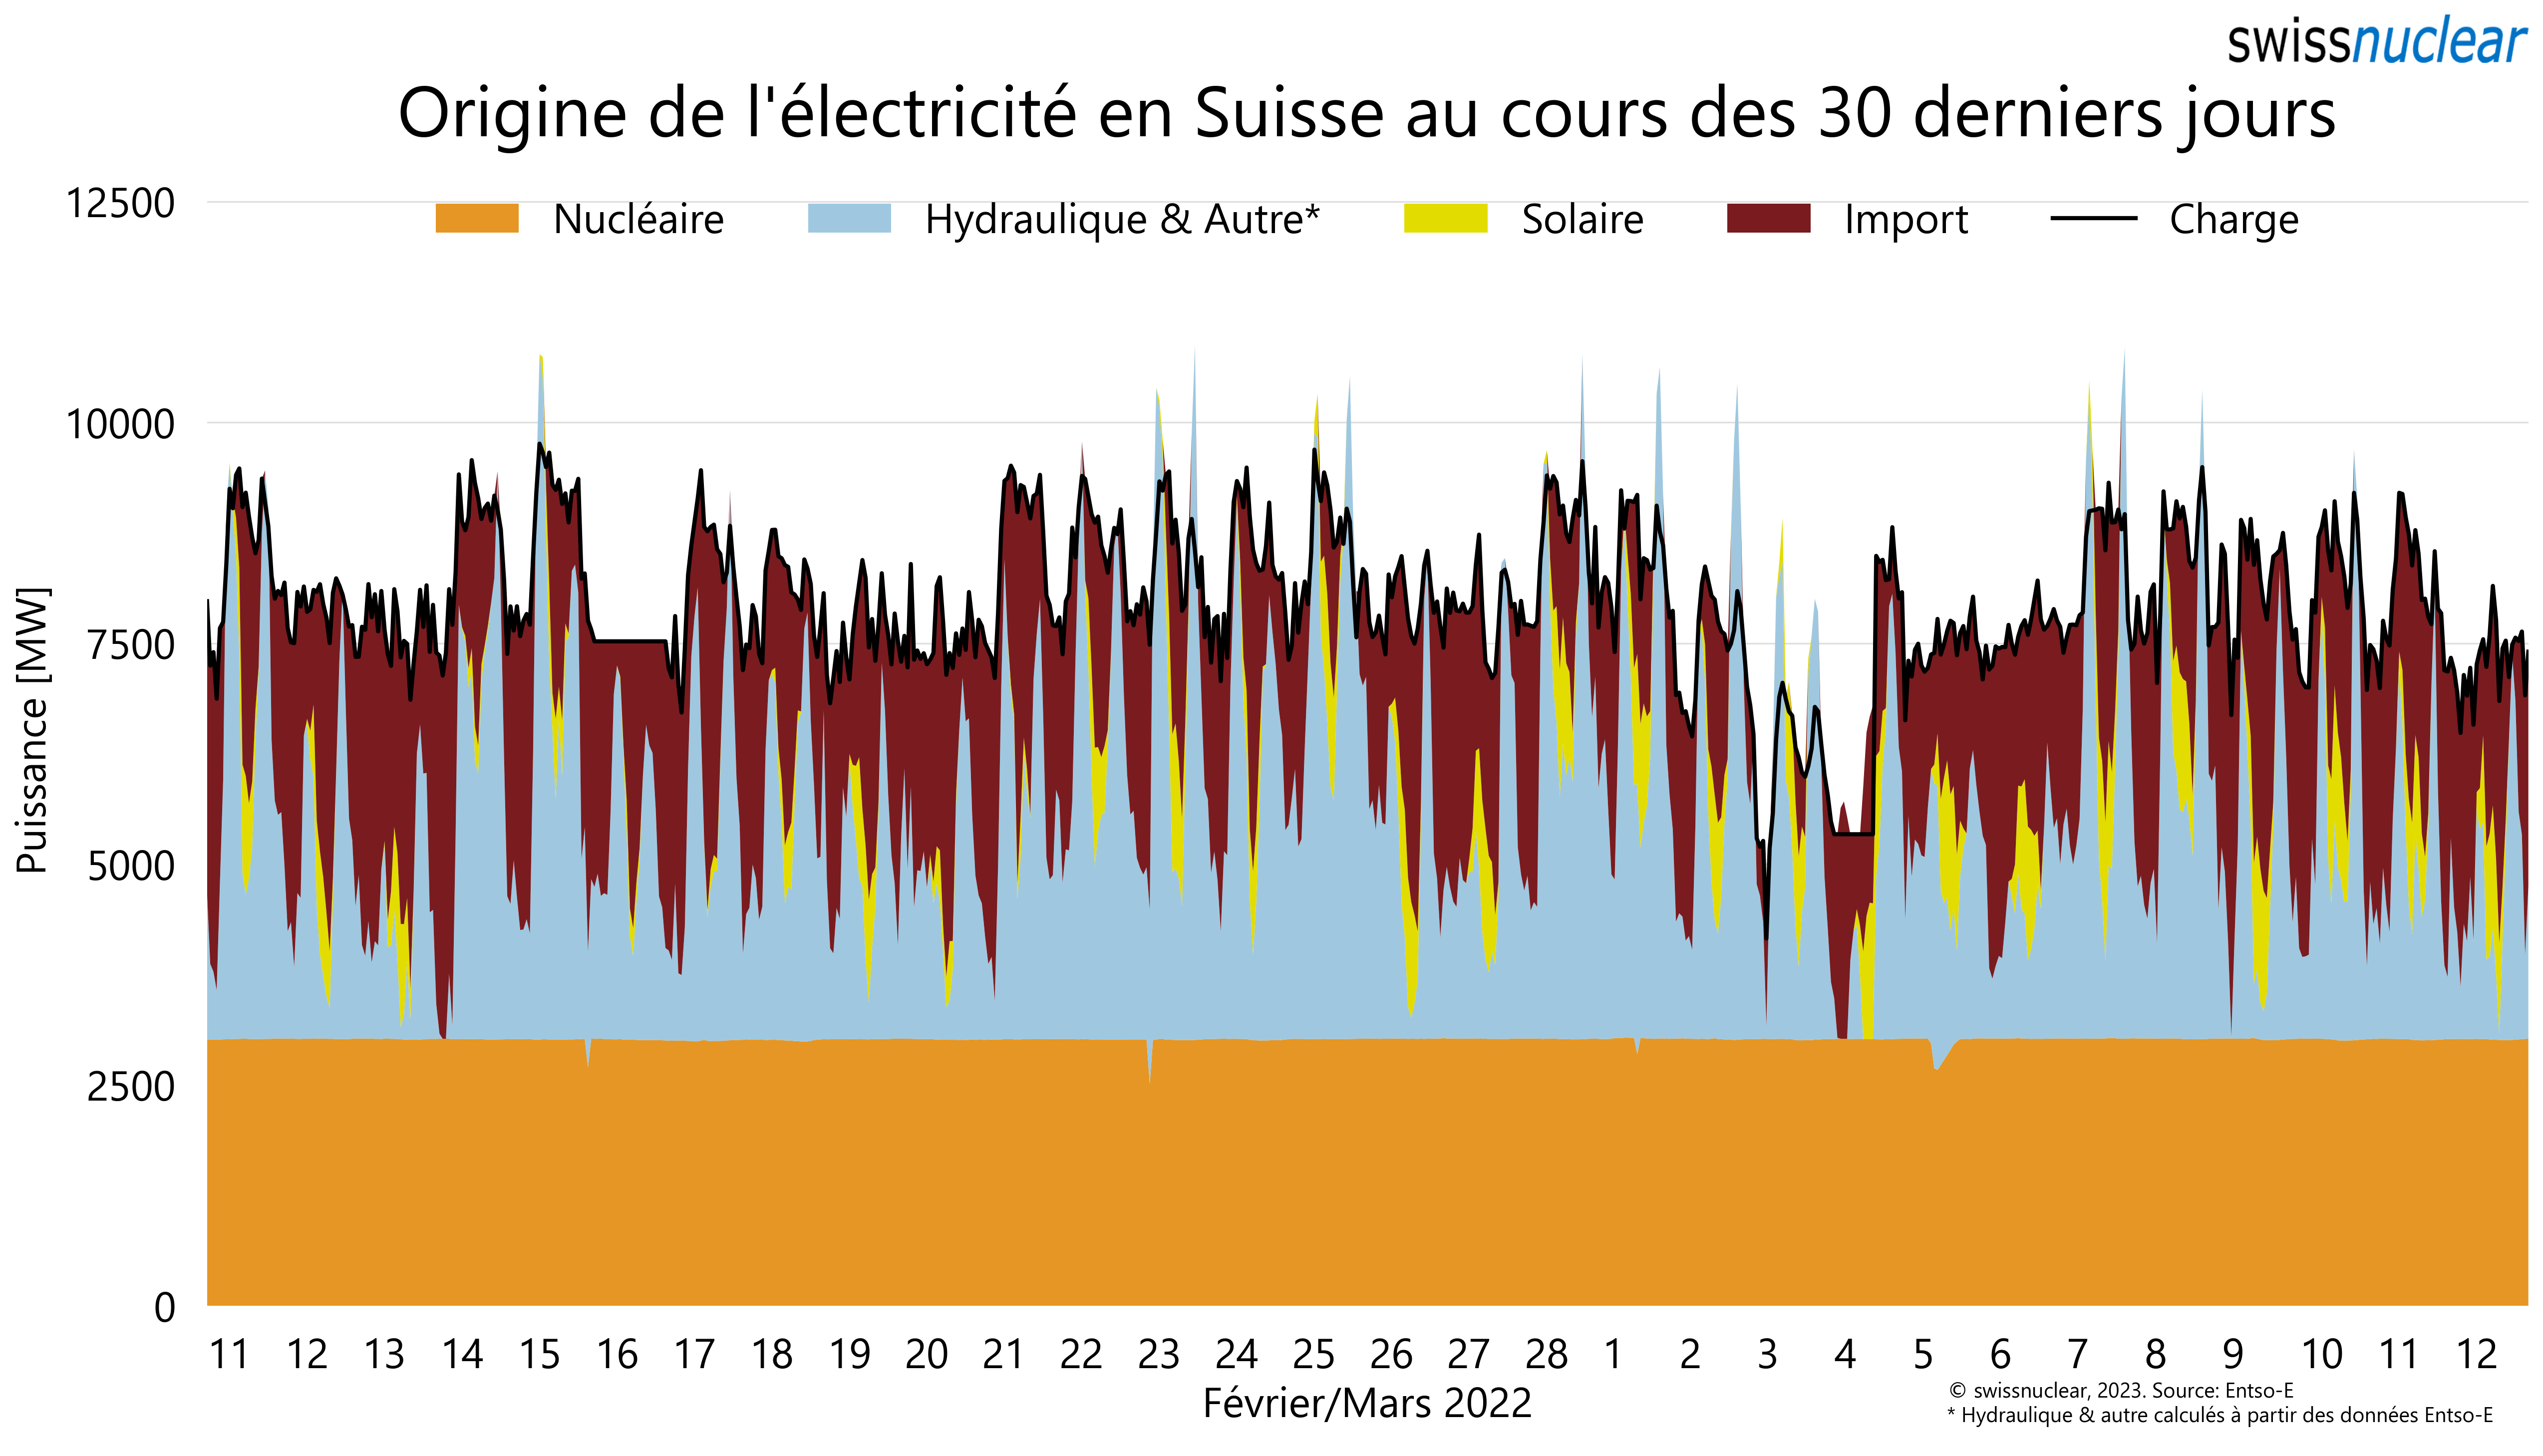 swissnuclear
Origine de l'électricité en Suisse au cours des 30 derniers jours
Nucléaire Hydraulique & Autre* Solaire Import Charge
12500
10000
7500
5000
2500
0
Puissance [MW]
11 12 13 14 15 16 17 18 19 20 21 22 23 24 25 26 27 28 1 2 3 4 5 6 7 8 9 10 11 12
Février/Mars 2022
© swissnuclear, 2023. Source: Entso-E
* Hydraulique & autre calculés à partir des données Entso-E